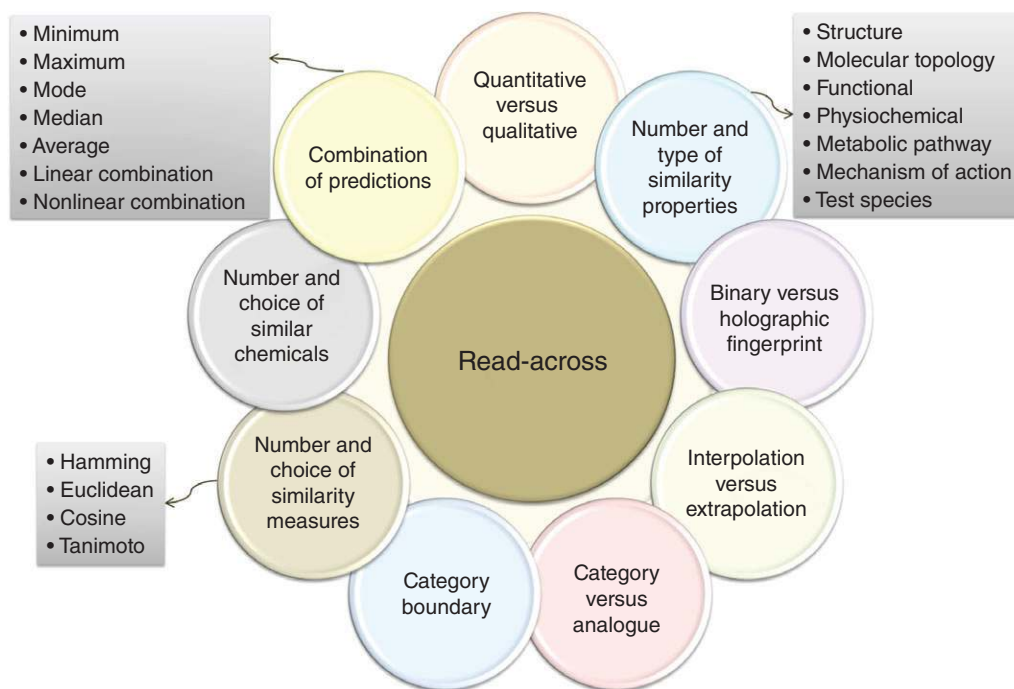 • Minimum
• Maximum
• Mode
• Median
• Average
• Linear combination
• Nonlinear combination
Combination
of predictions
Quantitative
versus
qualitative
Number and
type of
similarity
properties
• Structure
• Molecular topology
• Functional
• Physiochemical
• Metabolic pathway
• Mechanism of action
• Test species
Number and
choice of
similar
chemicals
Read-across
Binary versus
holographic
fingerprint
• Hamming
• Euclidean
• Cosine
• Tanimoto
Number and
choice of
similarity
measures
Interpolation
versus
extrapolation
Category
boundary
Category
versus
analogue